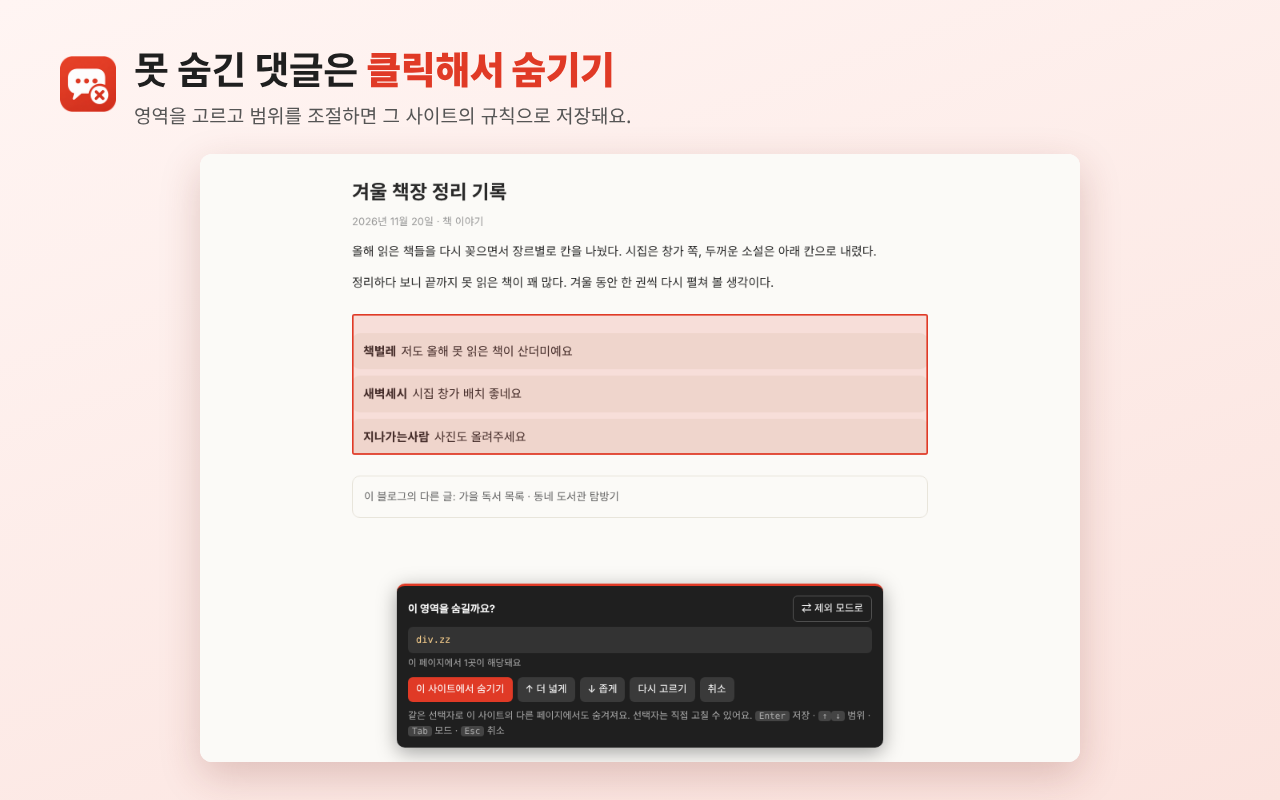 못 숨긴 댓글은 클릭해서 숨기기
영역을 고르고 범위를 조절하면 그 사이트의 규칙으로 저장돼요.
겨울 책장 정리 기록
2026년 11월 20일 · 책 이야기
올해 읽은 책들을 다시 꽂으면서 장르별로 칸을 나눴다. 시집은 창가 쪽, 두꺼운 소설은 아래 칸으로 내렸다.
정리하다 보니 끝까지 못 읽은 책이 꽤 많다. 겨울 동안 한 권씩 다시 펼쳐 볼 생각이다.
책벌레 저도 올해 못 읽은 책이 산더미예요
새벽세시 시집 창가 배치 좋네요
지나가는사람 사진도 올려주세요
이 블로그의 다른 글: 가을 독서 목록 · 동네 도서관 탐방기
이 영역을 숨길까요? ⇄ 제외 모드로
div.zz
이 페이지에서 1곳이 해당돼요
이 사이트에서 숨기기 ↑ 더 넓게 ↓ 좁게 다시 고르기 취소
같은 선택자로 이 사이트의 다른 페이지에서도 숨겨져요. 선택자는 직접 고칠 수 있어요. Enter 저장 · ↑ ↓ 범위 ·
Tab 모드 · Esc 취소